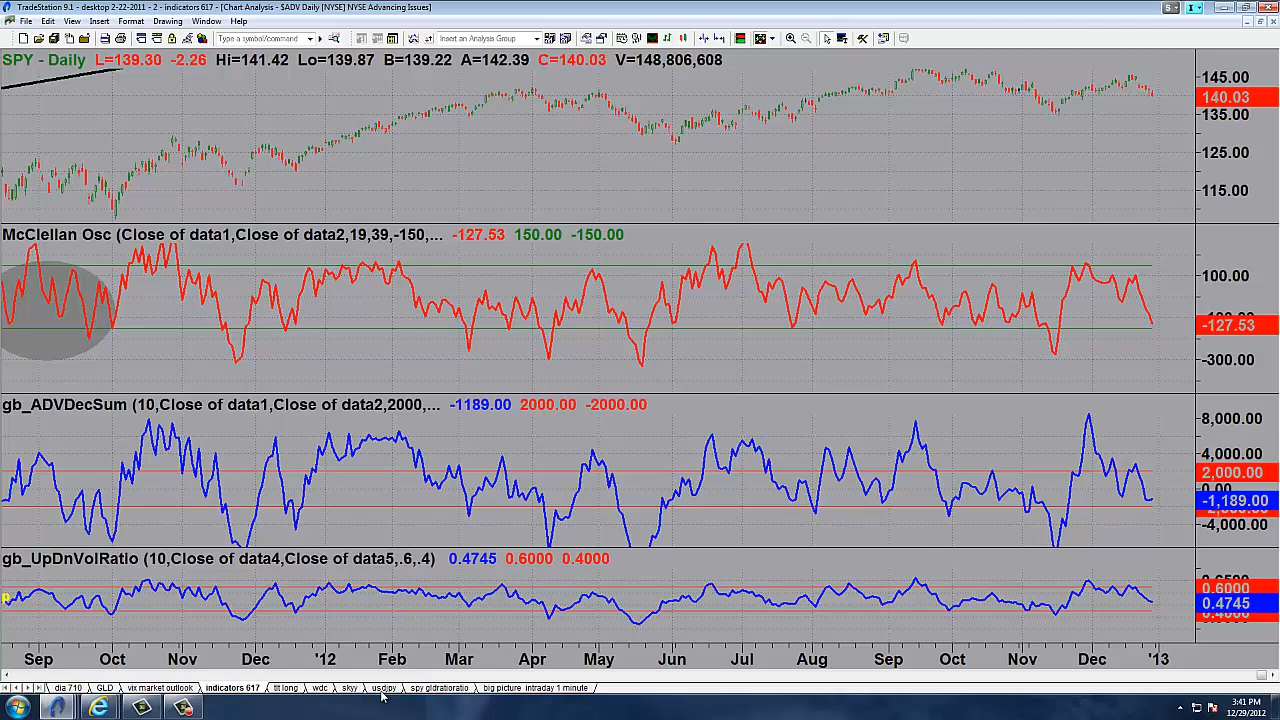 TradeStation 9.1 - desktop 2-22-2011 - 2 - indicators 617 - [Chart Analysis - $ADV Daily [NYSE] NYSE Advancing Issues]
File Edit View Insert Format Drawing Window Help
Type a symbol/command
Insert an Analysis Group
SPY - Daily L=139.30 -2.26 Hi=141.42 Lo=139.87 B=139.22 A=142.39 C=140.03 V=148,806,608
145.00
140.03
135.00
125.00
115.00
McClellan Osc (Close of data1,Close of data2,19,39,-150,... -127.53 150.00 -150.00
100.00
-127.53
-300.00
gb_ADVDecSum (10,Close of data1,Close of data2,2000,... -1189.00 2000.00 -2000.00
8,000.00
4,000.00
2,000.00
0.00
-1,189.00
-4,000.00
gb_UpDnVolRatio (10,Close of data4,Close of data5,.6,.4) 0.4745 0.6000 0.4000
0.6000
0.4745
Sep Oct Nov Dec '12 Feb Mar Apr May Jun Jul Aug Sep Oct Nov Dec '13
dia 710 GLD vix market outlook indicators 617 tlt long wdc skyy usdjpy spy gldratioratio big picture intraday 1 minute
3:41 PM
12/29/2012